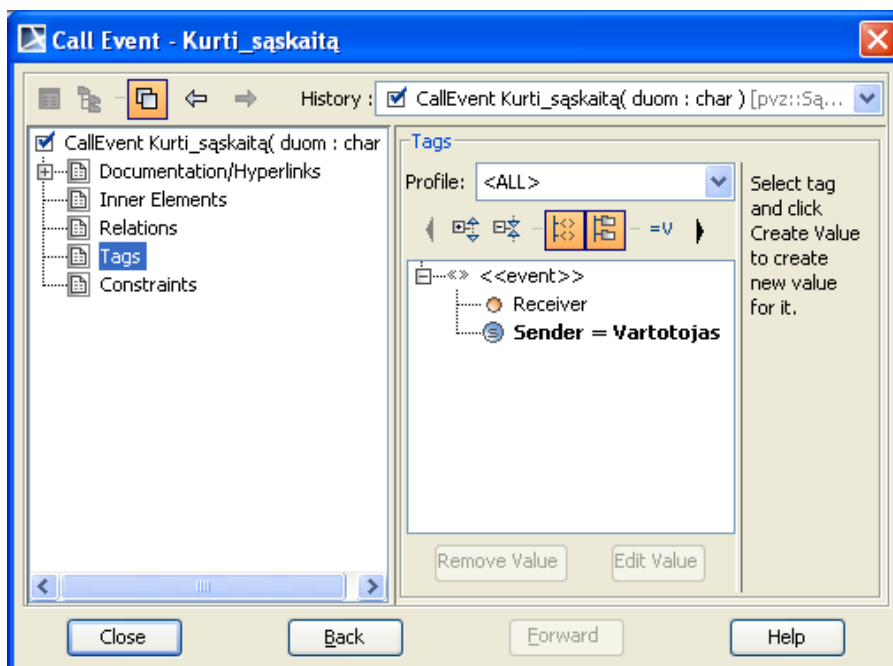 Call Event - Kurti_sąskaitą
History : CallEvent Kurti_sąskaitą( duom : char ) [pvz::Są...
CallEvent Kurti_sąskaitą( duom : char
Documentation/Hyperlinks
Inner Elements
Relations
Tags
Constraints
Tags
Profile: <ALL>
=V
<<event>>
Receiver
S Sender = Vartotojas
Select tag
and click
Create Value
to create
new value
for it.
Remove Value Edit Value
Close Back Forward Help